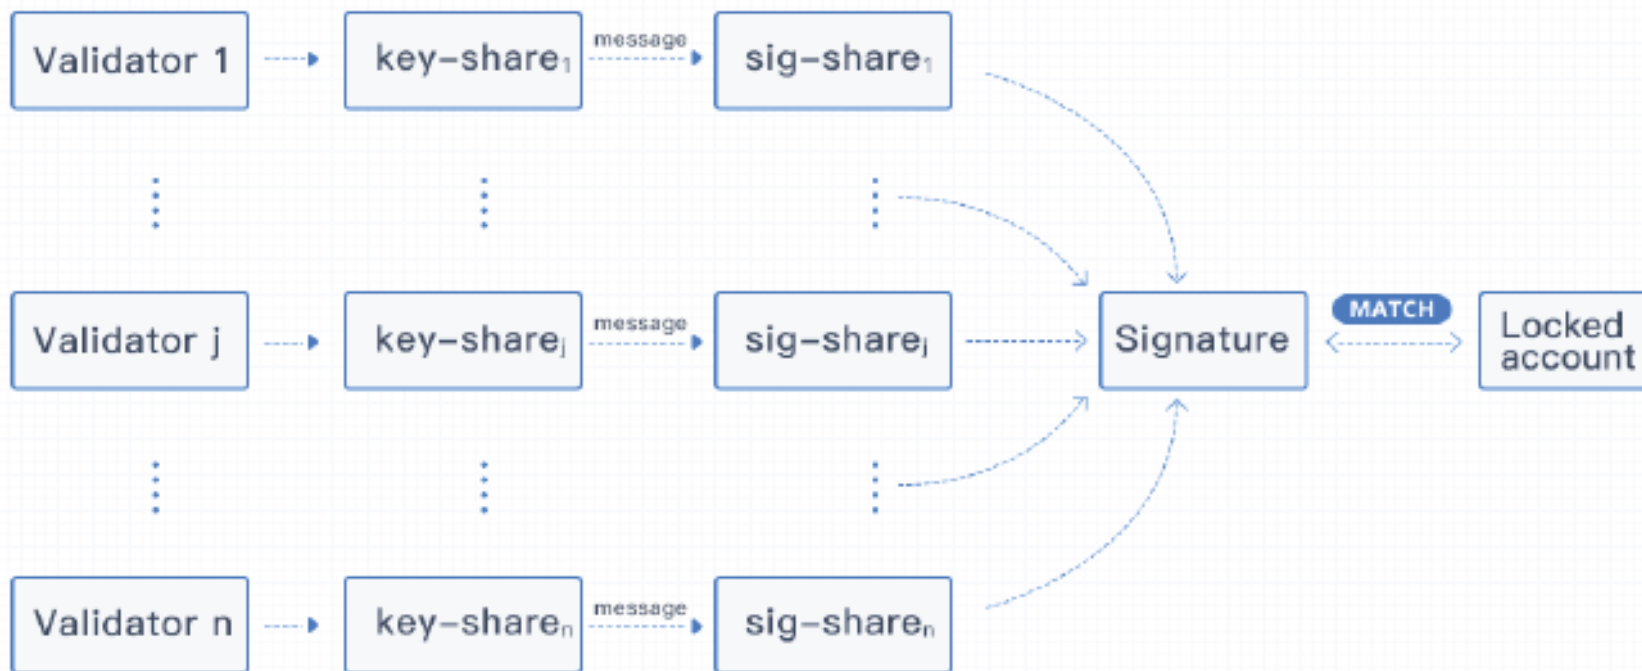 Validator 1
key-share₁
message
sig-share₁
Validator j
key-shareⱼ
message
sig-shareⱼ
Signature
MATCH
Locked
account
Validator n
key-shareₙ
message
sig-shareₙ